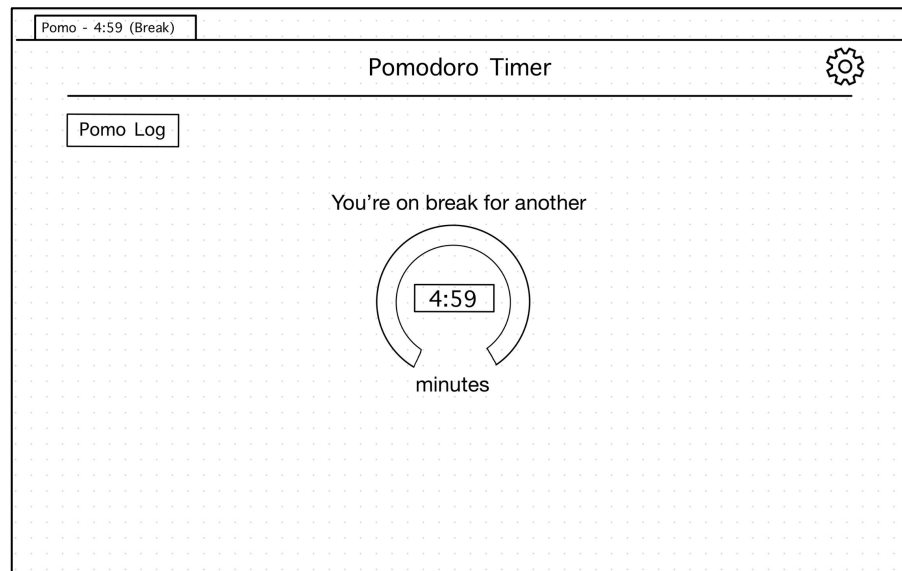 Pomo - 4:59 (Break)
Pomodoro Timer
Pomo Log
You're on break for another
4:59
minutes